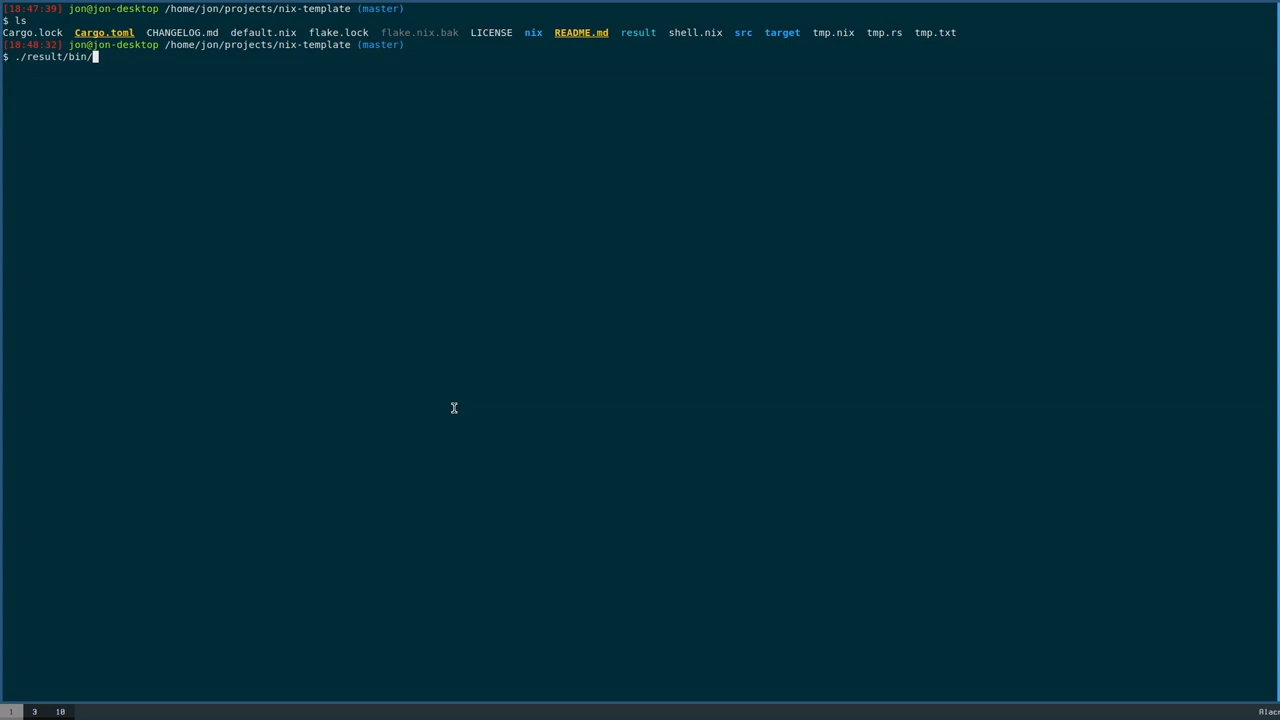 [18:47:39] jon@jon-desktop /home/jon/projects/nix-template (master)
$ ls
Cargo.lock  Cargo.toml  CHANGELOG.md  default.nix  flake.lock  flake.nix.bak  LICENSE  nix  README.md  result  shell.nix  src  target  tmp.nix  tmp.rs  tmp.txt
[18:48:32] jon@jon-desktop /home/jon/projects/nix-template (master)
$ ./result/bin/
1 3 10